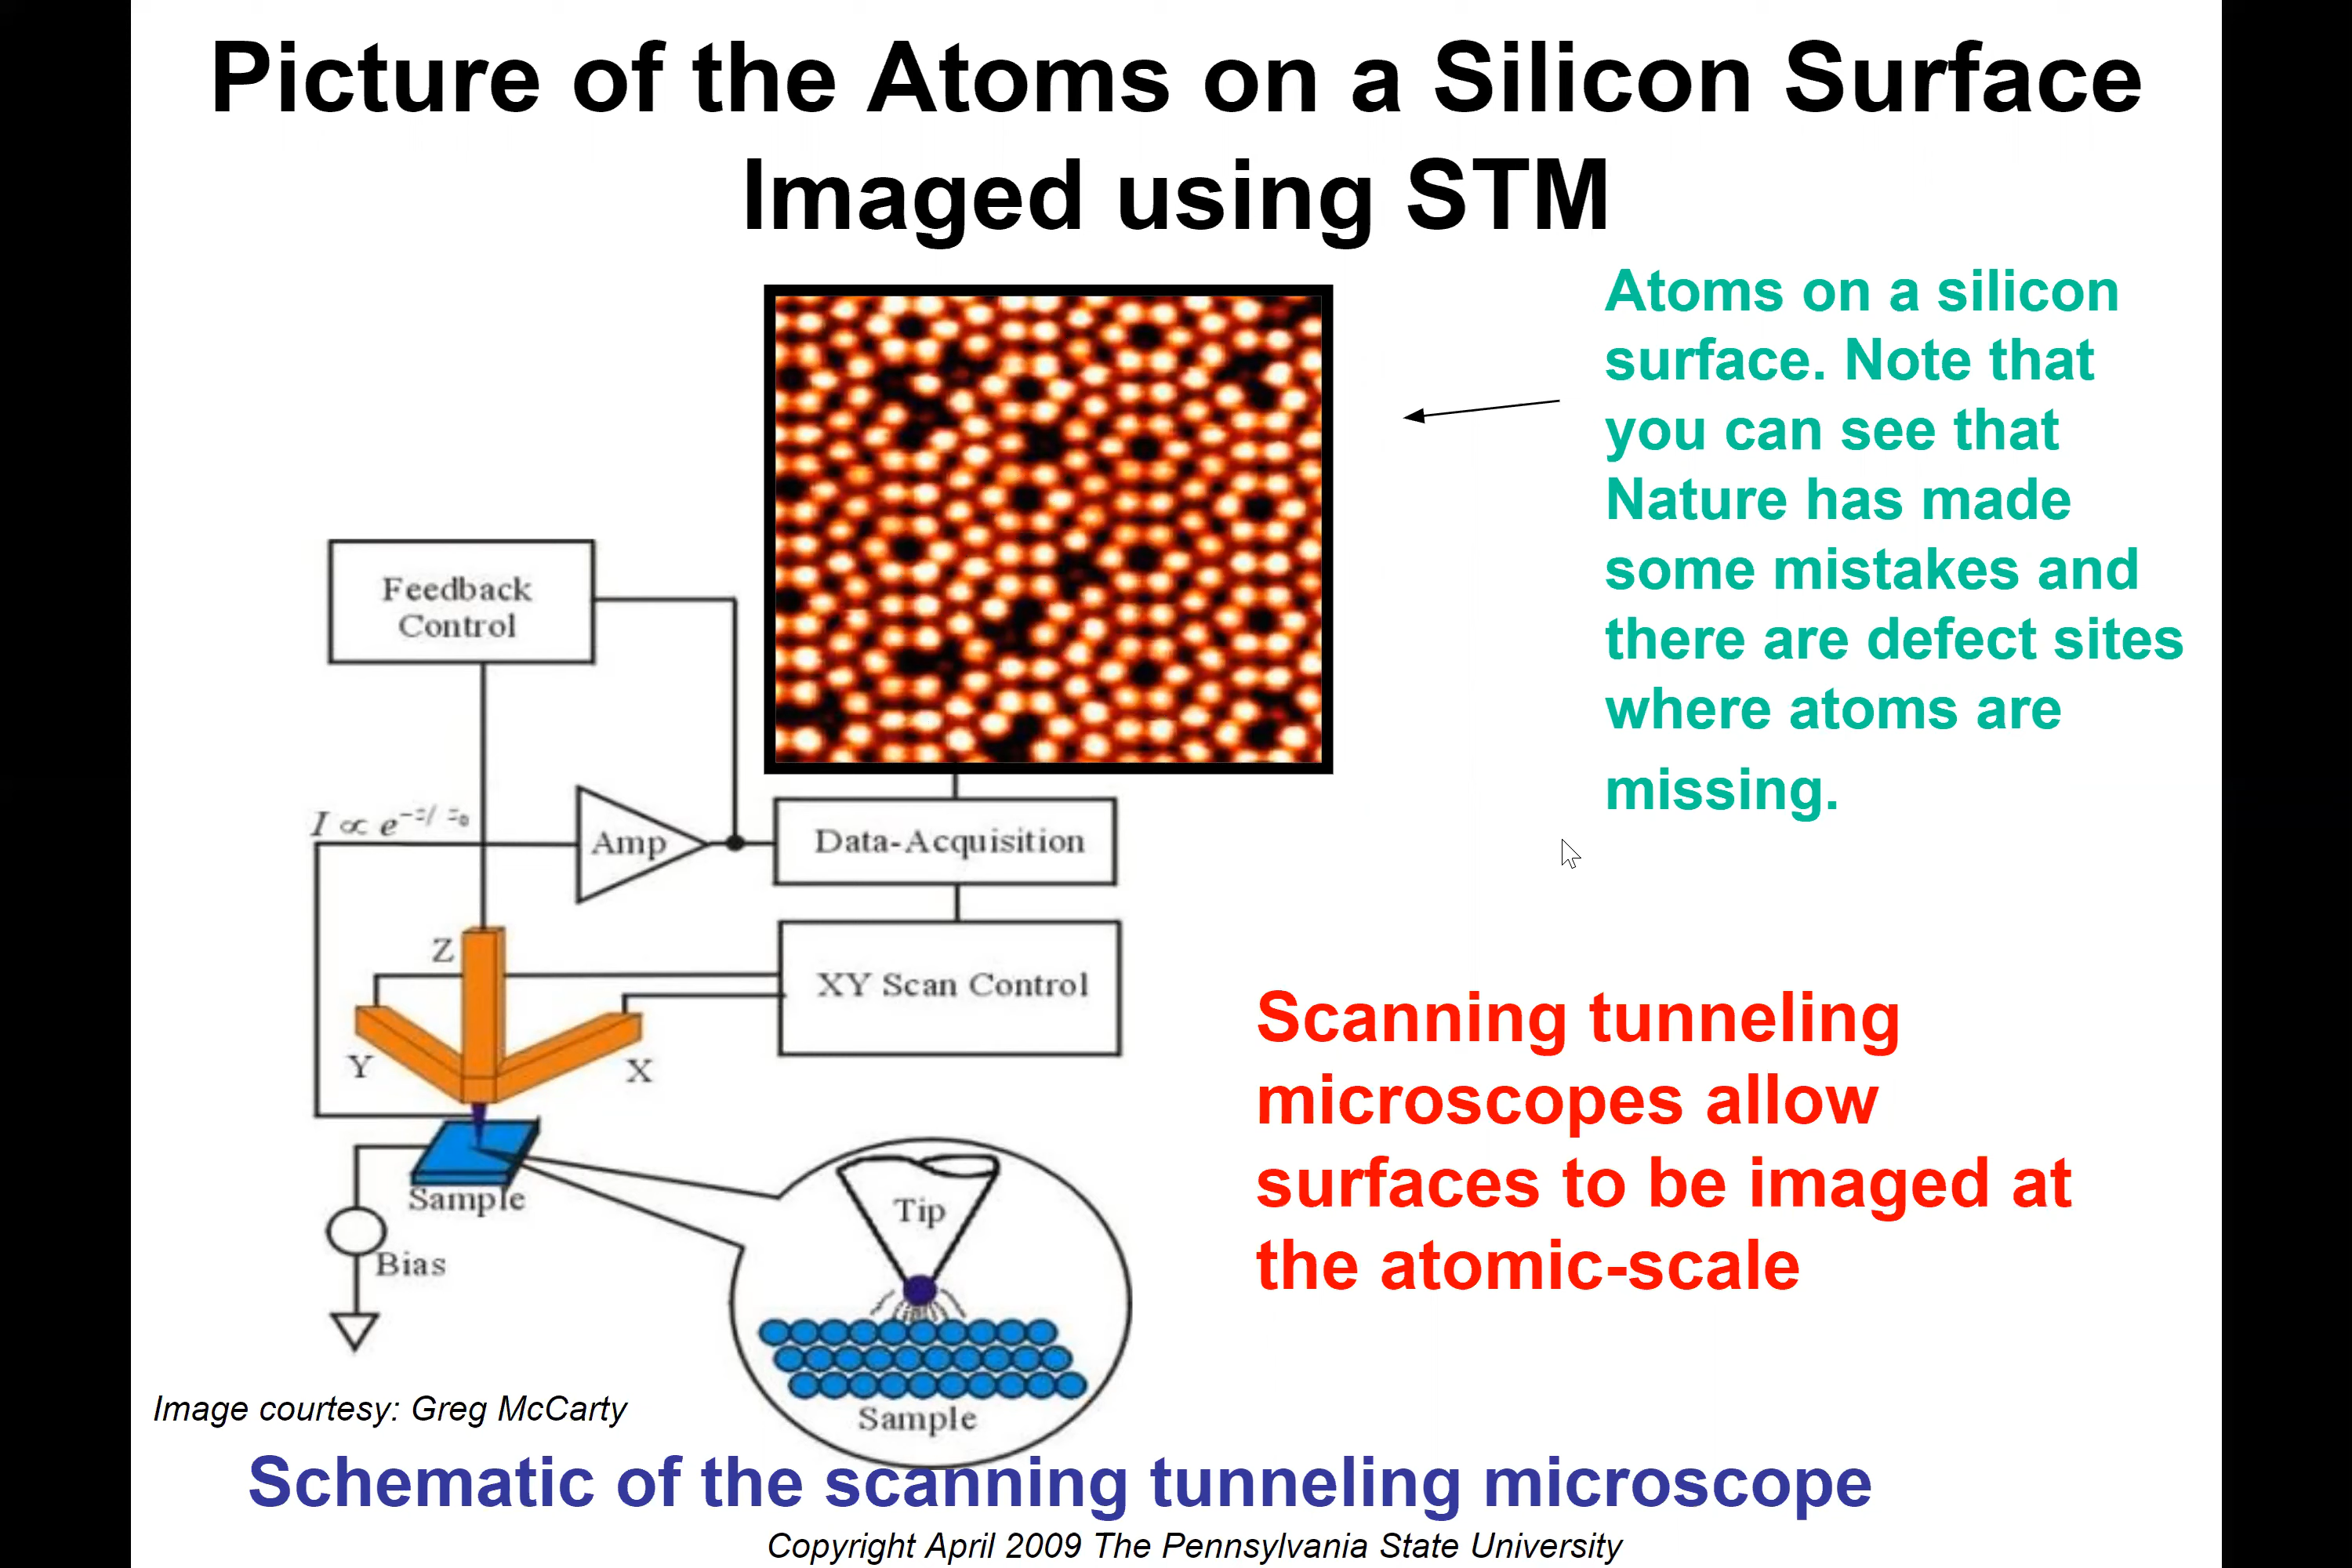 Picture of the Atoms on a Silicon Surface
Imaged using STM
Atoms on a silicon
surface. Note that
you can see that
Nature has made
some mistakes and
there are defect sites
where atoms are
missing.
Feedback
Control
I ∝ e^{-z/z₀}
Amp
Data-Acquisition
Z
XY Scan Control
Y
X
Sample
Bias
Tip
Sample
Scanning tunneling
microscopes allow
surfaces to be imaged at
the atomic-scale
Image courtesy: Greg McCarty
Schematic of the scanning tunneling microscope
Copyright April 2009 The Pennsylvania State University